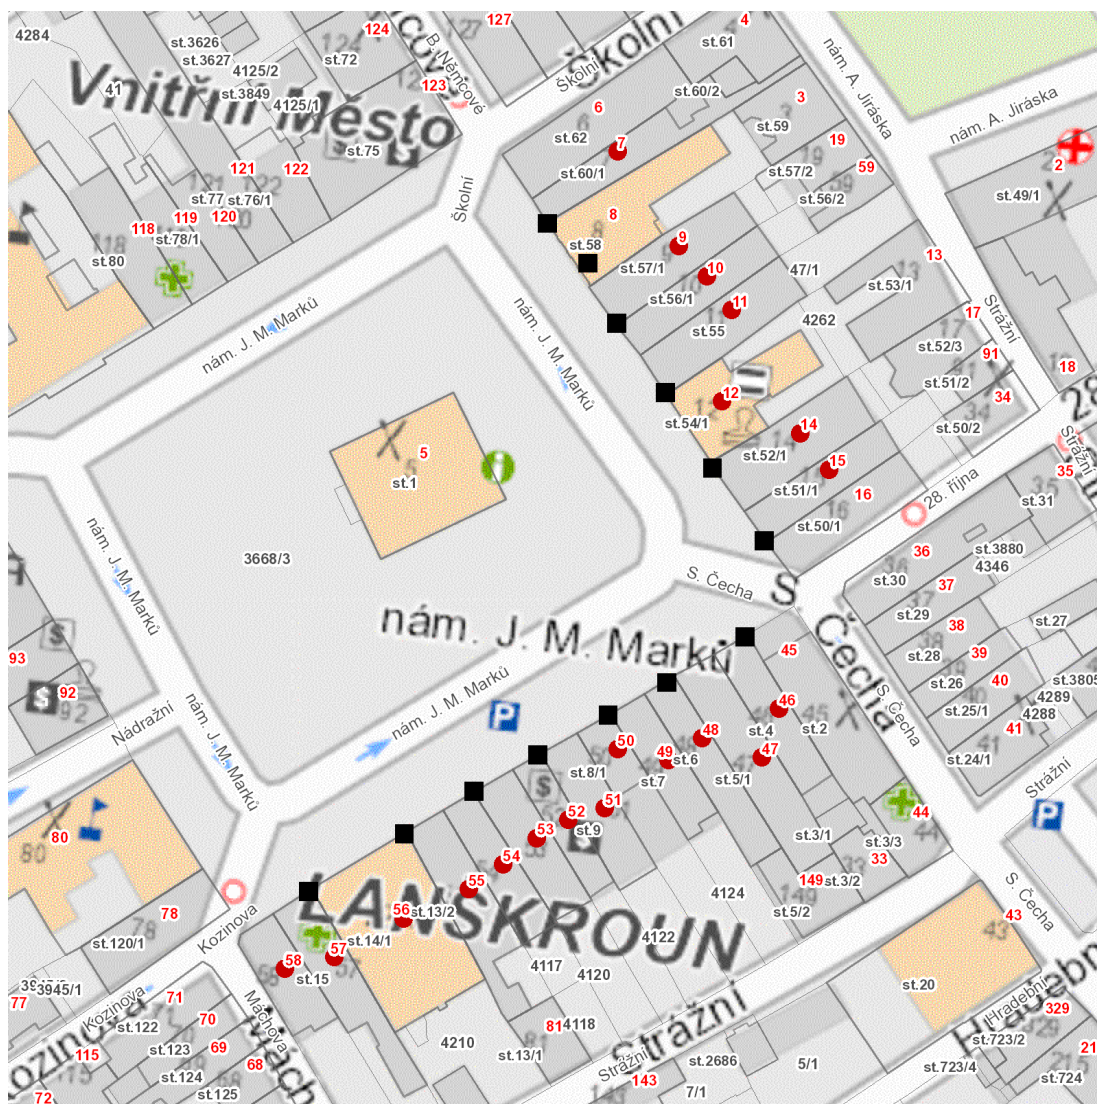 4284
st.3626
st.3627
4125/2
st.3849
4125/1
41
124
st.72
123
B. Němcové
127
Školní
Školní
4
st.61
nám. A. Jiráska
nám. A. Jiráska
Vnitřní Město
st.75
121
122
st.77
st.76/1
119
120
118
st.78/1
st.80
Školní
6
st.62
7
st.60/1
st.60/2
3
st.59
19
59
st.57/2
st.56/2
2
st.49/1
8
st.58
9
st.57/1
10
st.56/1
11
st.55
47/1
4262
13
st.53/1
17
st.52/3
91
st.51/2
34
st.50/2
Strážní
18
28
nám. J. M. Marků
nám. J. M. Marků
12
st.54/1
14
st.52/1
15
st.51/1
16
st.50/1
28. října
Strážní
35
st.31
5
st.1
3668/3
nám. J. M. Marků
S. Čecha
S. Čecha
36
st.30
st.3880
4346
37
st.29
38
st.28
39
st.26
40
st.25/1
41
st.24/1
st.27
st.3805
4289
4288
S. Čecha
93
92
Nádražní
nám. J. M. Marků
nám. J. M. Marků
nám. J. M. Marků
P
45
46
st.4
st.2
47
st.5/1
48
st.6
49
st.7
50
st.8/1
51
52
st.9
53
54
55
56
st.13/2
57
st.14/1
58
st.15
LANŠKROUN
st.3/1
44
st.3/3
33
149
st.3/2
st.5/2
Strážní
P
S. Čecha
43
st.20
80
78
st.120/1
Kozinova
Kozinova
3945/1
77
71
st.122
70
st.123
69
st.124
68
st.125
115
72
Máchova
4124
4122
4120
4117
4118
81
4210
st.13/1
Strážní
Strážní
143
st.2686
7/1
5/1
Hradební
329
st.723/2
st.723/4
st.724
21